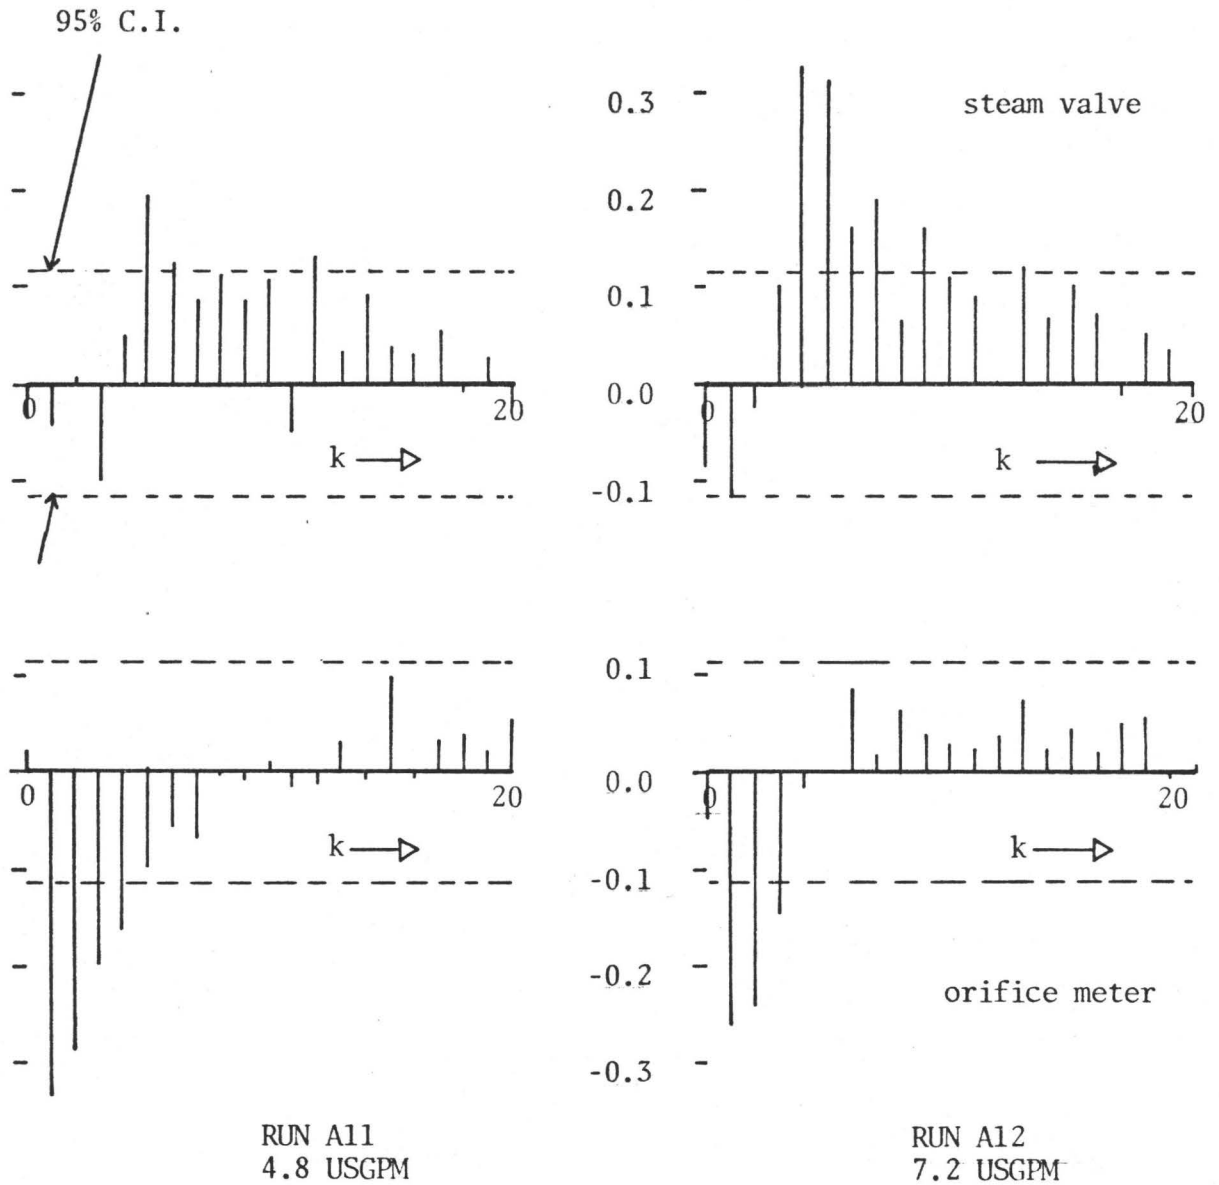 95% C.I.
0.3
steam valve
0.2
0.1
0.0
0
20
0
20
k
k
-0.1
0.1
0.0
0
20
0
20
k
k
-0.1
-0.2
orifice meter
-0.3
RUN A11
4.8 USGPM
RUN A12
7.2 USGPM